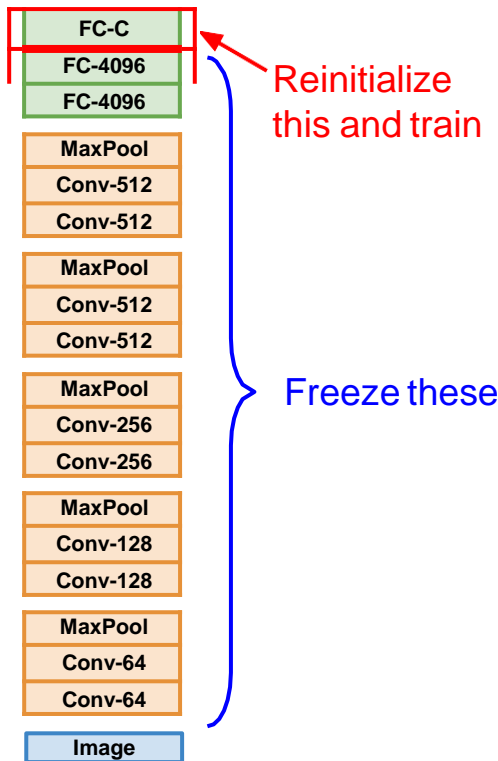 FC-C
FC-4096
FC-4096
Reinitialize
this and train
MaxPool
Conv-512
Conv-512
MaxPool
Conv-512
Conv-512
MaxPool
Conv-256
Conv-256
Freeze these
MaxPool
Conv-128
Conv-128
MaxPool
Conv-64
Conv-64
Image